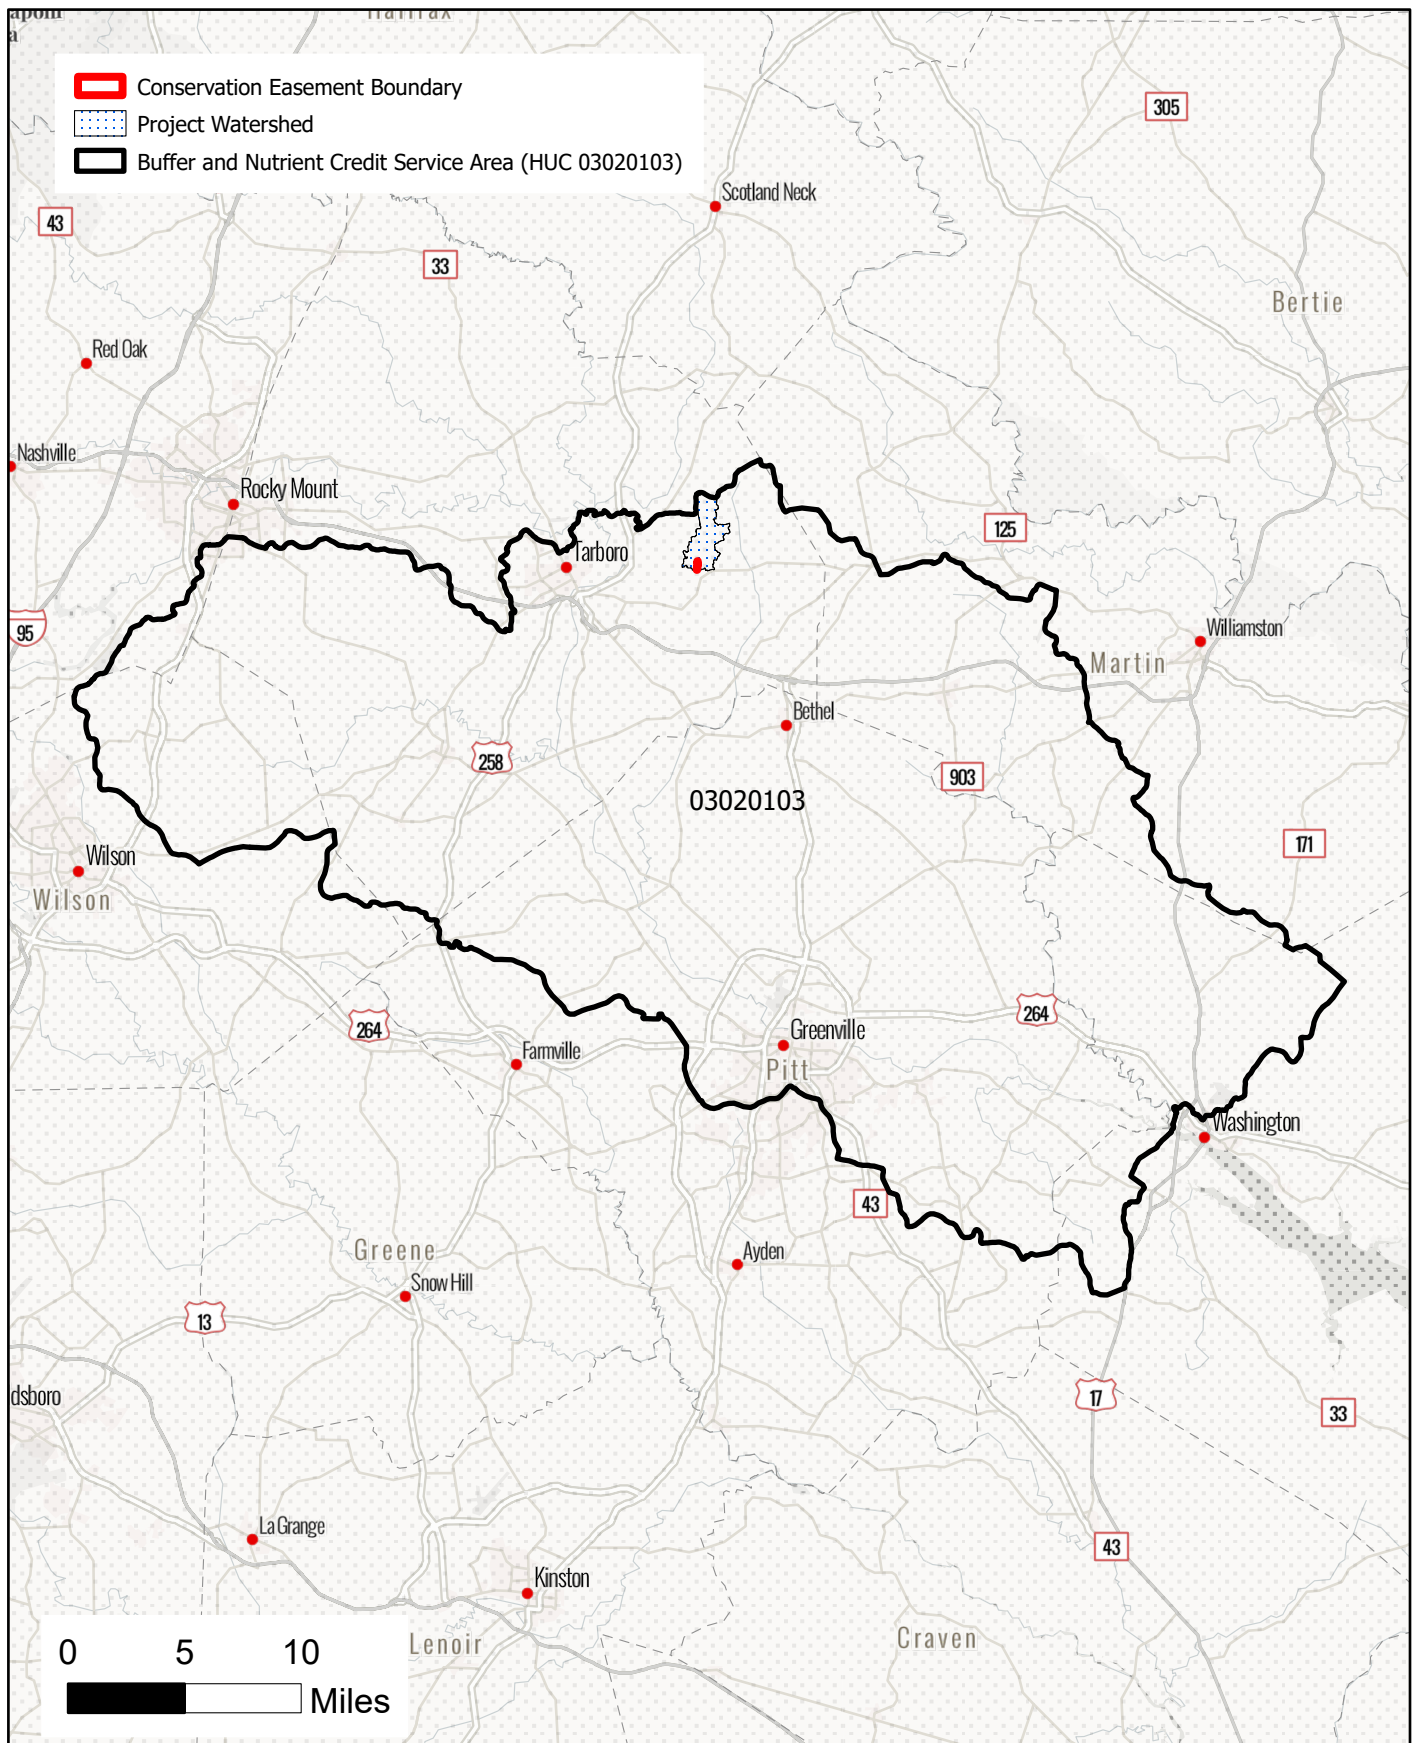 Halifax
Conservation Easement Boundary
Project Watershed
Buffer and Nutrient Credit Service Area (HUC 03020103)
305
Scotland Neck
43
33
Bertie
Red Oak
Nashville
Rocky Mount
125
Tarboro
95
Williamston
Martin
Bethel
258
903
03020103
171
Wilson
Wilson
264
264
Greenville
Farmville
Pitt
Washington
43
Greene
Ayden
Snow Hill
13
dsboro
17
33
La Grange
43
Kinston
Craven
Lenoir
0 5 10
Miles